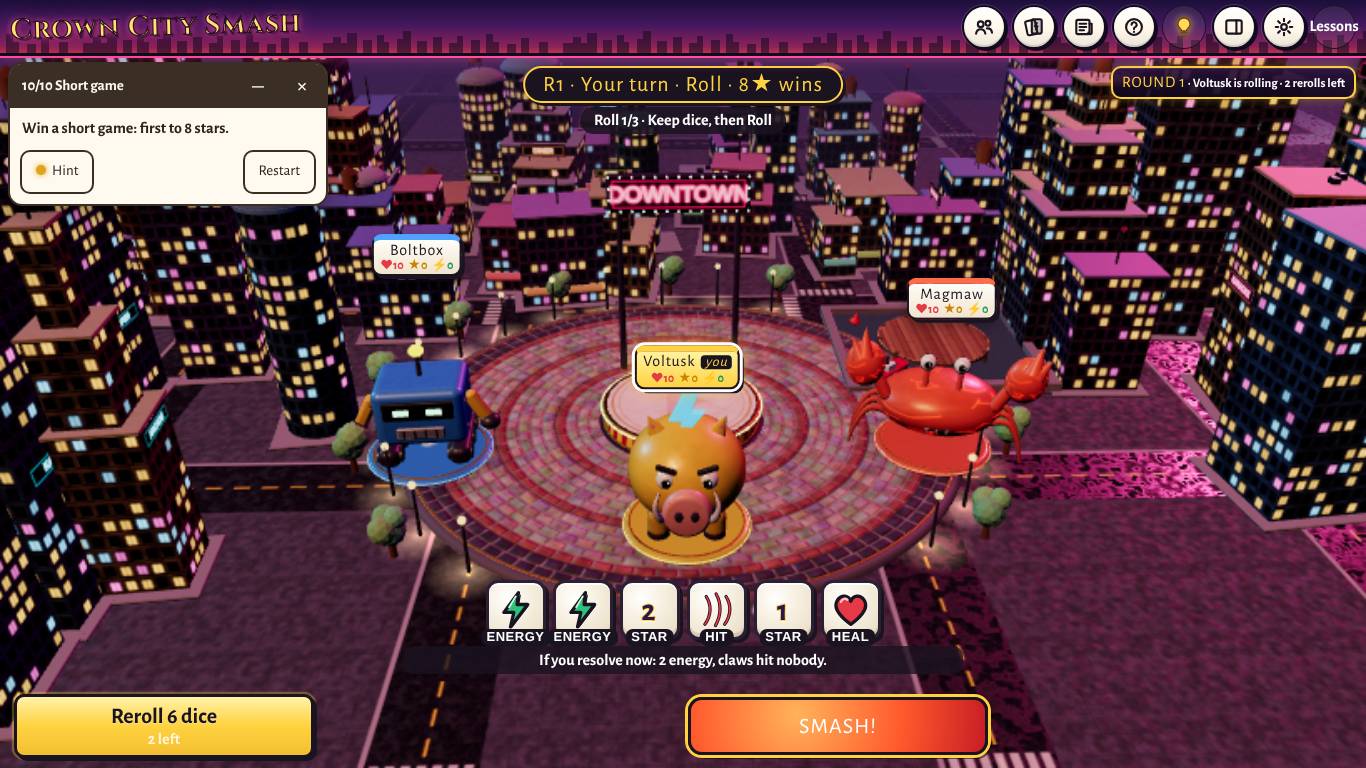 CROWN CITY SMASH
Lessons
10/10 Short game
Win a short game: first to 8 stars.
Hint
Restart
R1 · Your turn · Roll · 8★ wins
Roll 1/3 · Keep dice, then Roll
ROUND 1 · Voltusk is rolling · 2 rerolls left
DOWNTOWN
Boltbox
❤10 ★0 ⚡0
Magmaw
❤10 ★0 ⚡0
Voltusk you
❤10 ★0 ⚡0
2
1
ENERGY ENERGY STAR HIT STAR HEAL
If you resolve now: 2 energy, claws hit nobody.
Reroll 6 dice
2 left
SMASH!